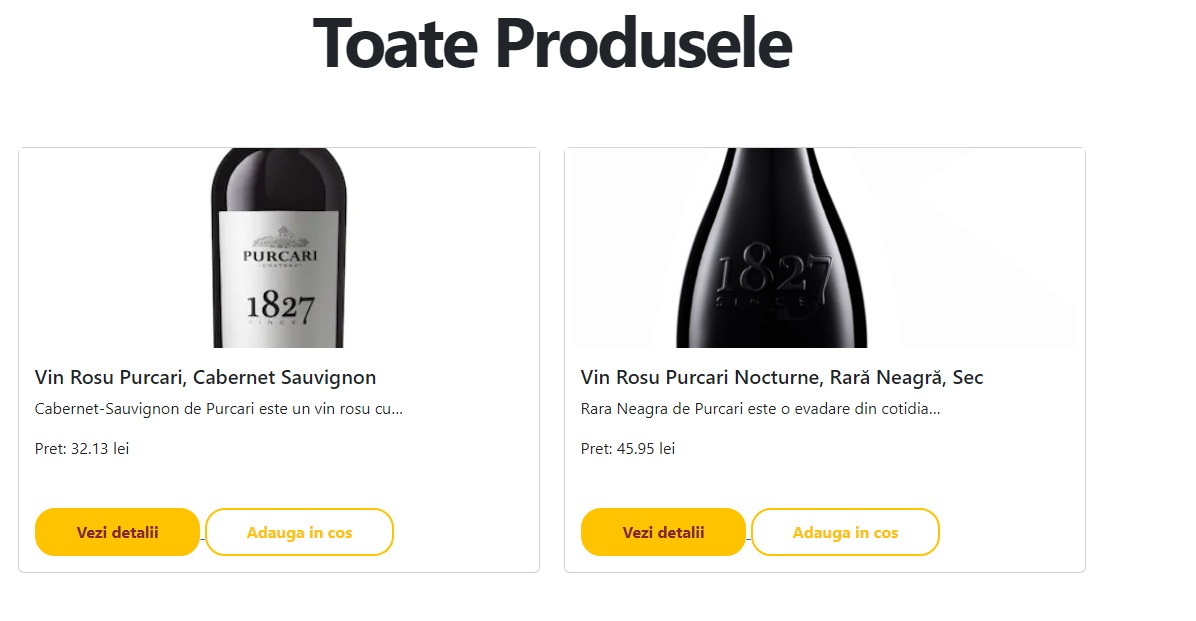 Toate Produsele
PURCARI
CHATEAU
1827
SINCE
1827
SINCE
Vin Rosu Purcari, Cabernet Sauvignon
Cabernet-Sauvignon de Purcari este un vin rosu cu...
Pret: 32.13 lei
Vezi detalii
Adauga in cos
Vin Rosu Purcari Nocturne, Rară Neagră, Sec
Rara Neagra de Purcari este o evadare din cotidia...
Pret: 45.95 lei
Vezi detalii
Adauga in cos